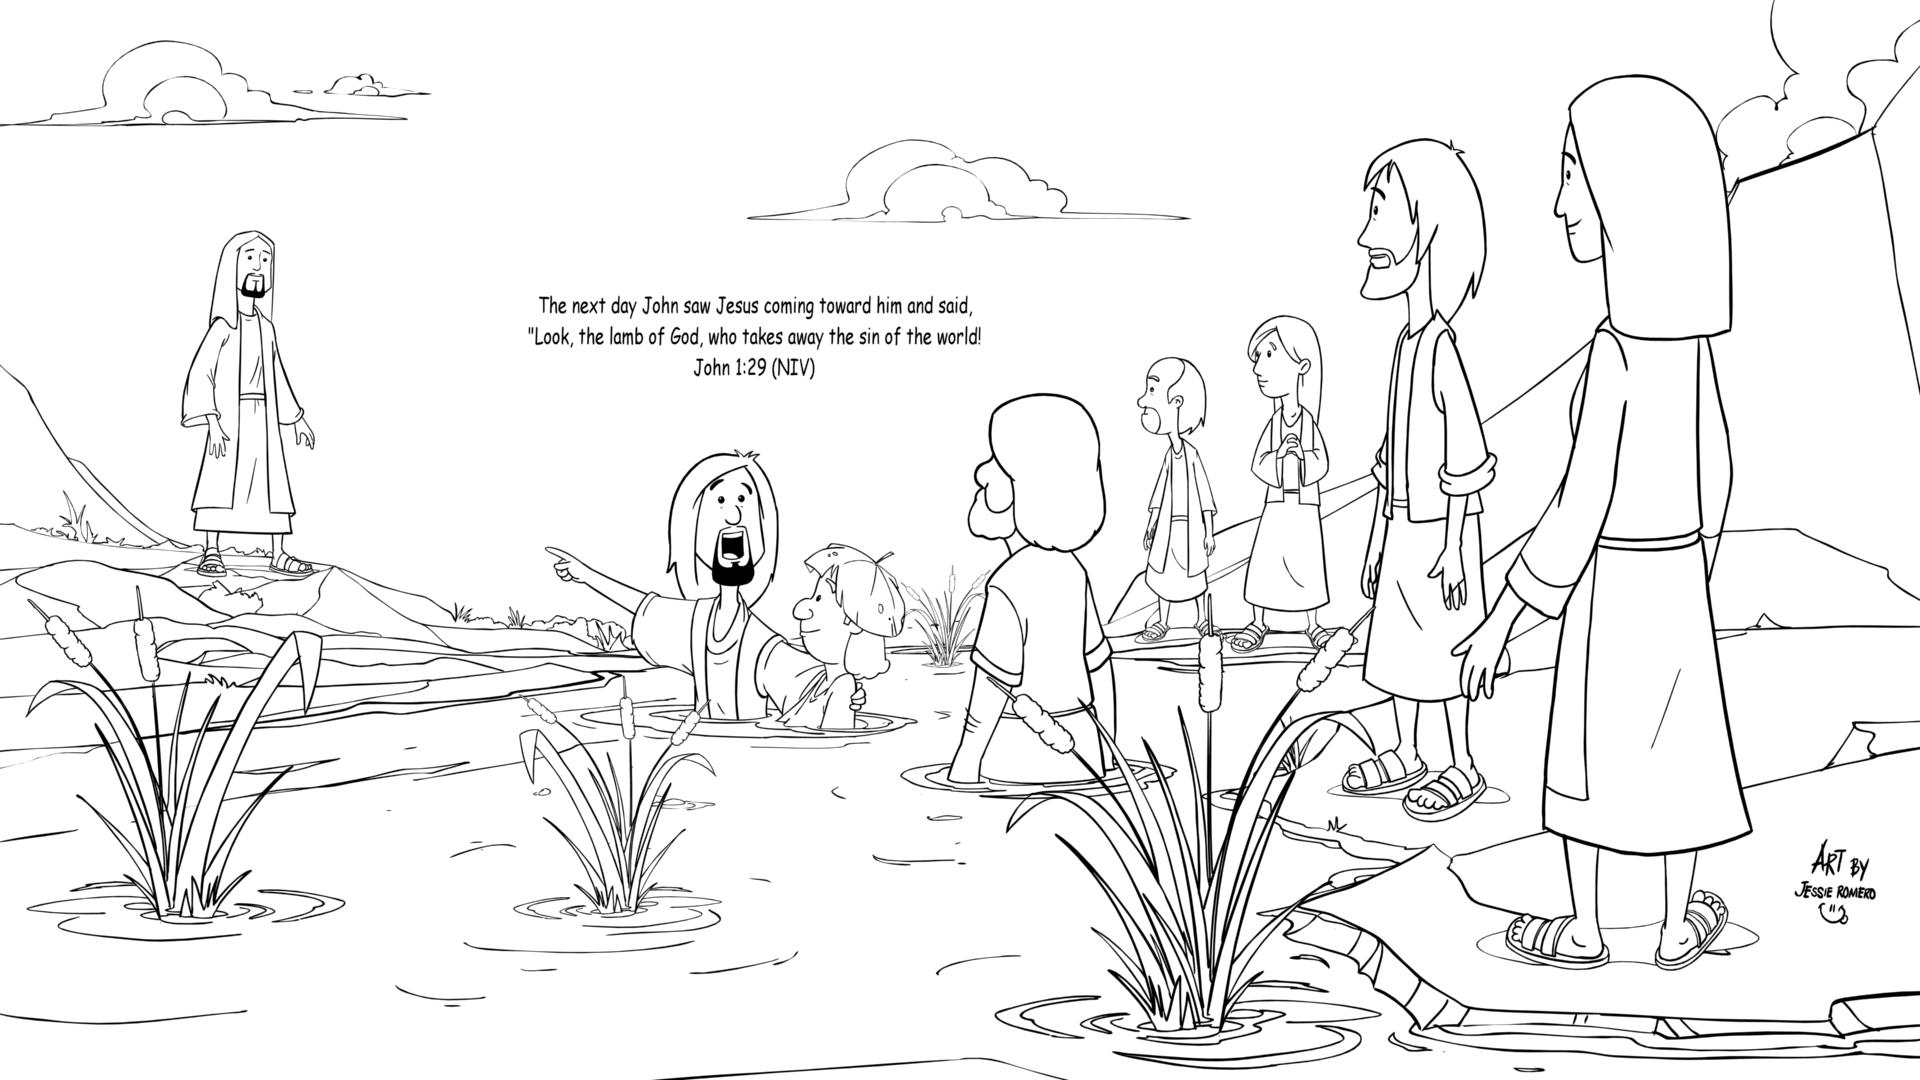 The next day John saw Jesus coming toward him and said,
"Look, the lamb of God, who takes away the sin of the world!
John 1:29 (NIV)
ART BY
JESSIE ROMERO